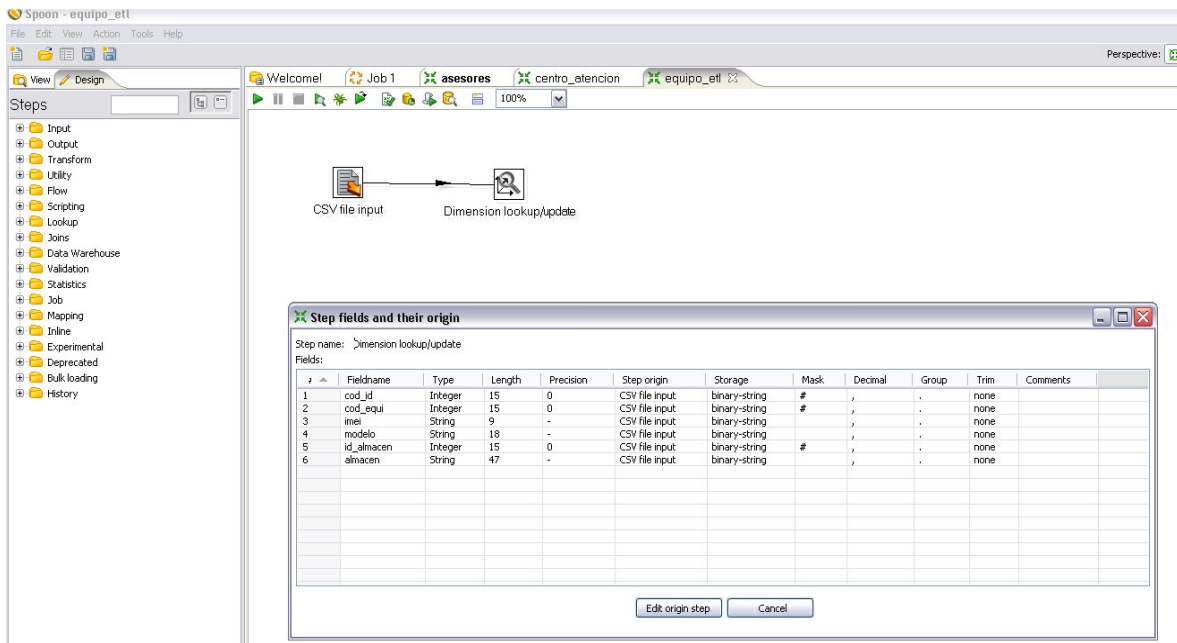 Spoon - equipo_etl
File Edit View Action Tools Help
Perspective:
View Design
Welcome! Job 1 asesores centro_atencion equipo_etl
Steps
100%
Input
Output
Transform
Utility
Flow
Scripting
Lookup
Joins
Data Warehouse
Validation
Statistics
Job
Mapping
Inline
Experimental
Deprecated
Bulk loading
History
CSV file input
Dimension lookup/update
Step fields and their origin
Step name: Dimension lookup/update
Fields:
Fieldname Type Length Precision Step origin Storage Mask Decimal Group Trim Comments
1 cod_id Integer 15 0 CSV file input binary-string # , . none
2 cod_equi Integer 15 0 CSV file input binary-string # , . none
3 imei String 9 - CSV file input binary-string , . none
4 modelo String 18 - CSV file input binary-string , . none
5 id_almacen Integer 15 0 CSV file input binary-string # , . none
6 almacen String 47 - CSV file input binary-string , . none
Edit origin step Cancel